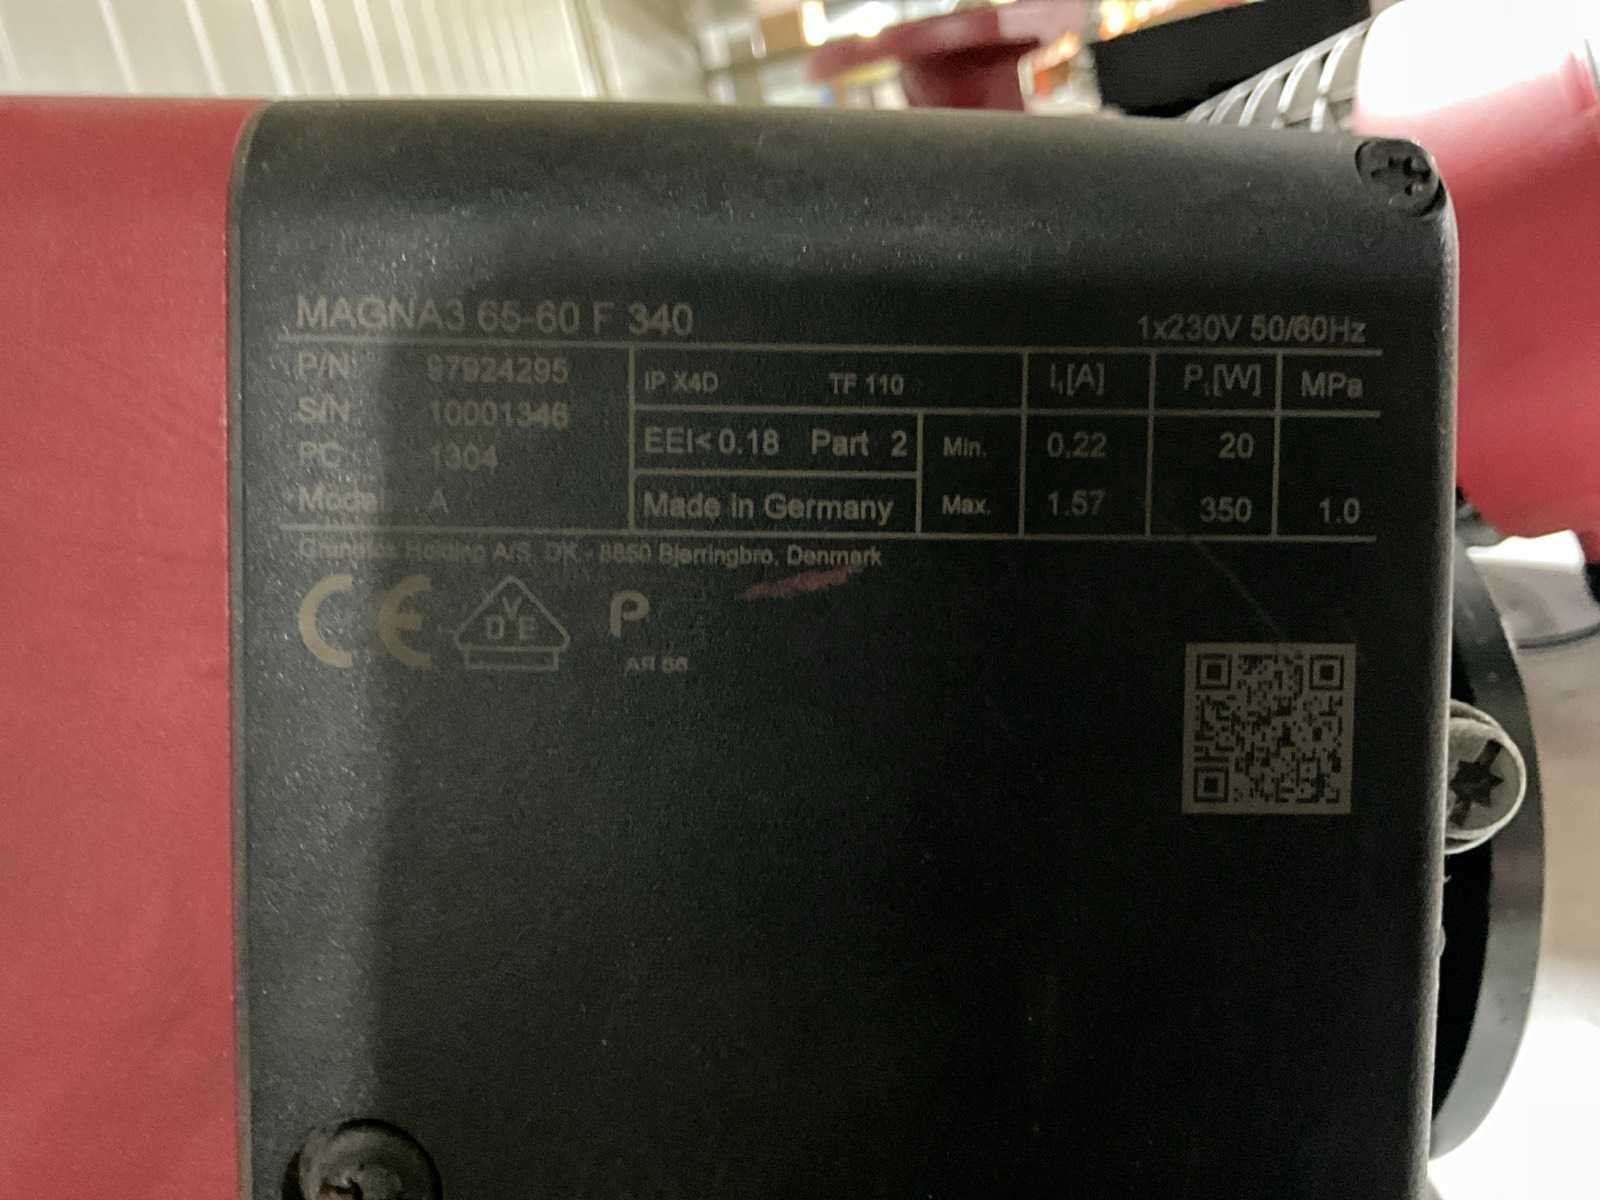 MAGNA3 65-60 F 340
1x230V 50/60Hz
P/N: 97924295
S/N 10001346
PC 1304
Model A
IP X4D TF 110
EEI<0.18 Part 2
Made in Germany
I1[A] P1[W] MPa
Min. 0.22 20
Max. 1.57 350 1.0
Grundfos Holding A/S, DK - 8850 Bjerringbro, Denmark
CE
VDE
P
АЯ 56